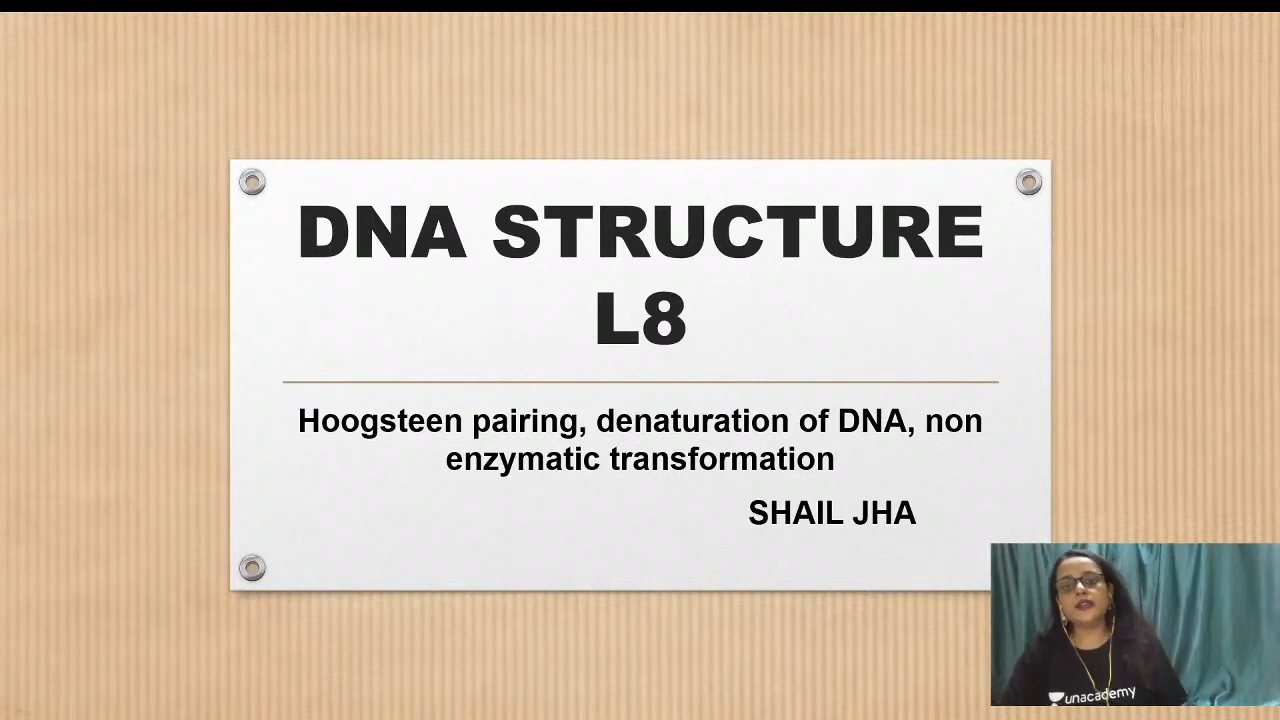 DNA STRUCTURE
L8
Hoogsteen pairing, denaturation of DNA, non
enzymatic transformation
SHAIL JHA
unacademy